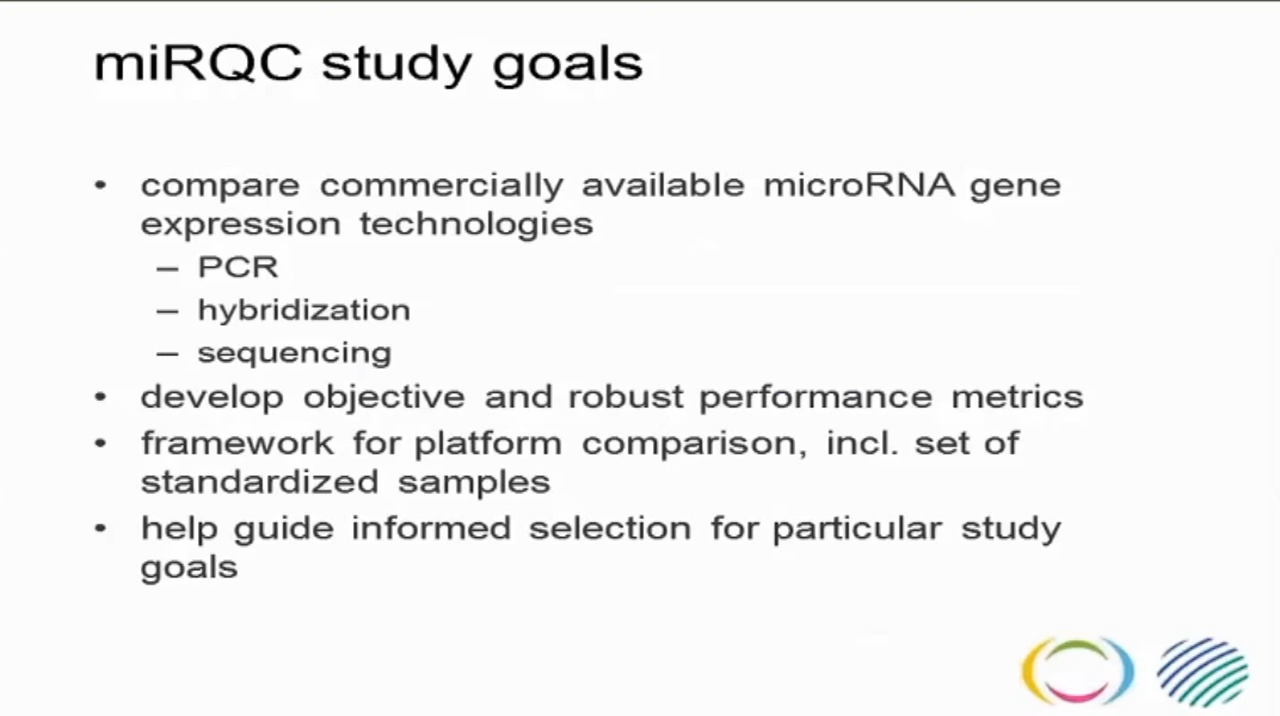 miRQC study goals
• compare commercially available microRNA gene
expression technologies
– PCR
– hybridization
– sequencing
• develop objective and robust performance metrics
• framework for platform comparison, incl. set of
standardized samples
• help guide informed selection for particular study
goals